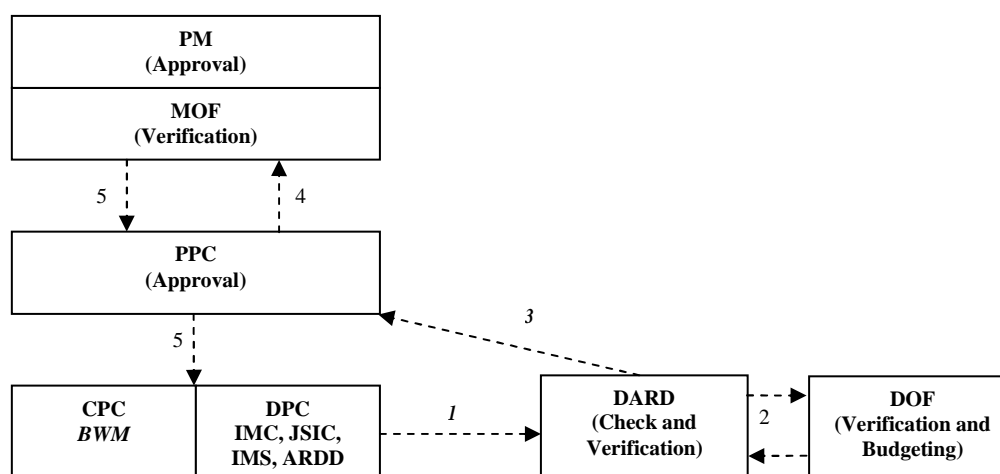 PM
(Approval)
MOF
(Verification)
5
4
PPC
(Approval)
3
5
CPC
BWM
DPC
IMC, JSIC,
IMS, ARDD
1
DARD
(Check and
Verification)
2
DOF
(Verification and
Budgeting)